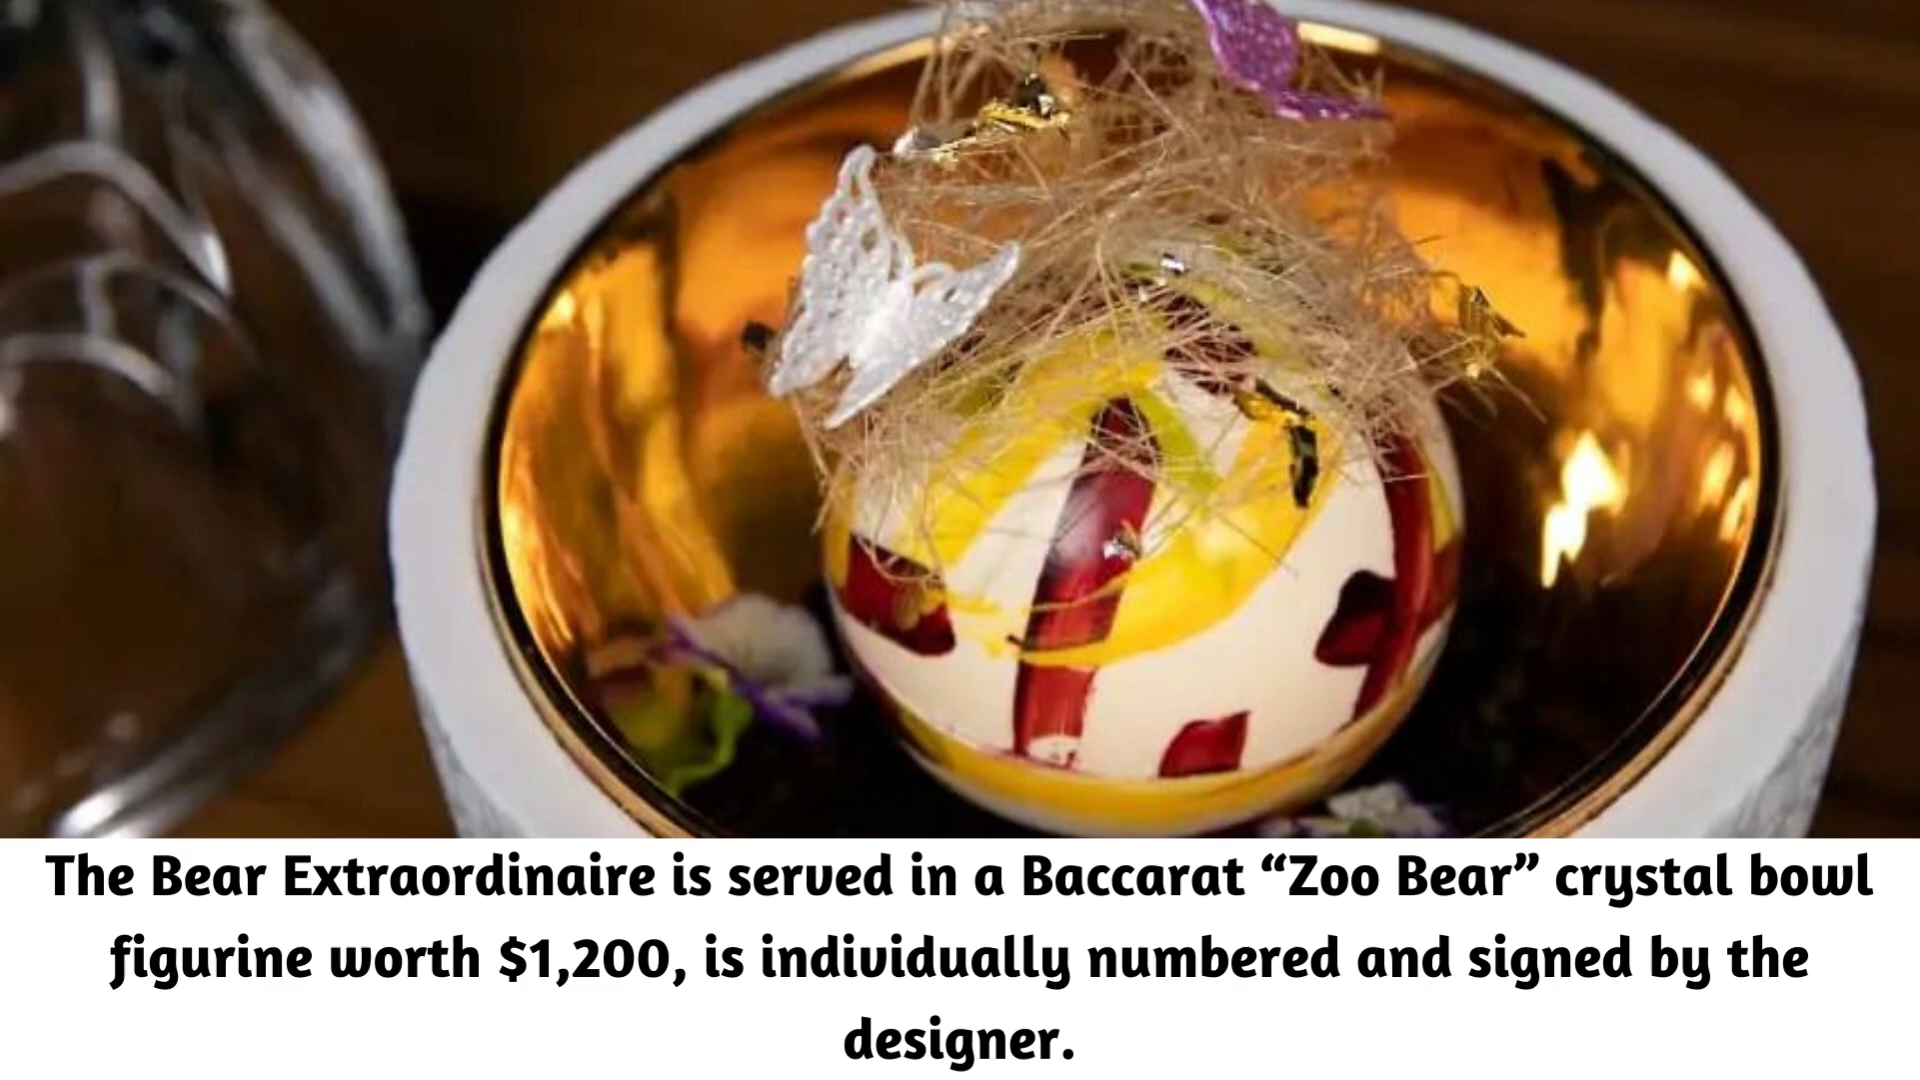 The Bear Extraordinaire is served in a Baccarat “Zoo Bear” crystal bowl
figurine worth $1,200, is individually numbered and signed by the
designer.